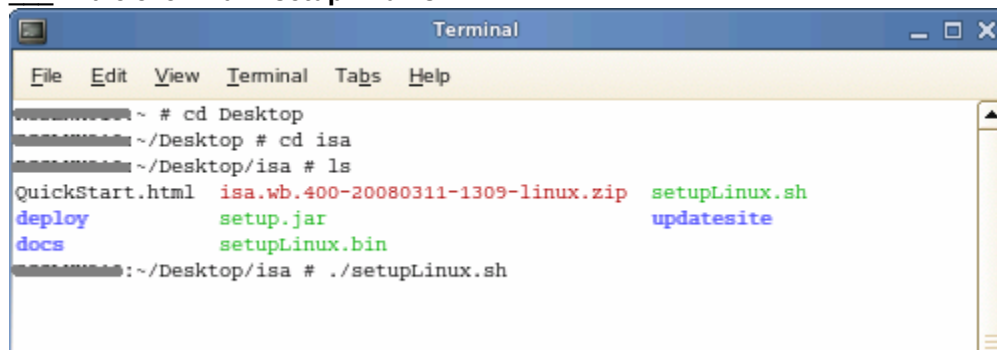 Terminal
File Edit View Terminal Tabs Help
~ # cd Desktop
~/Desktop # cd isa
~/Desktop/isa # ls
QuickStart.html isa.wb.400-20080311-1309-linux.zip setupLinux.sh
deploy setup.jar updatesite
docs setupLinux.bin
:~/Desktop/isa # ./setupLinux.sh